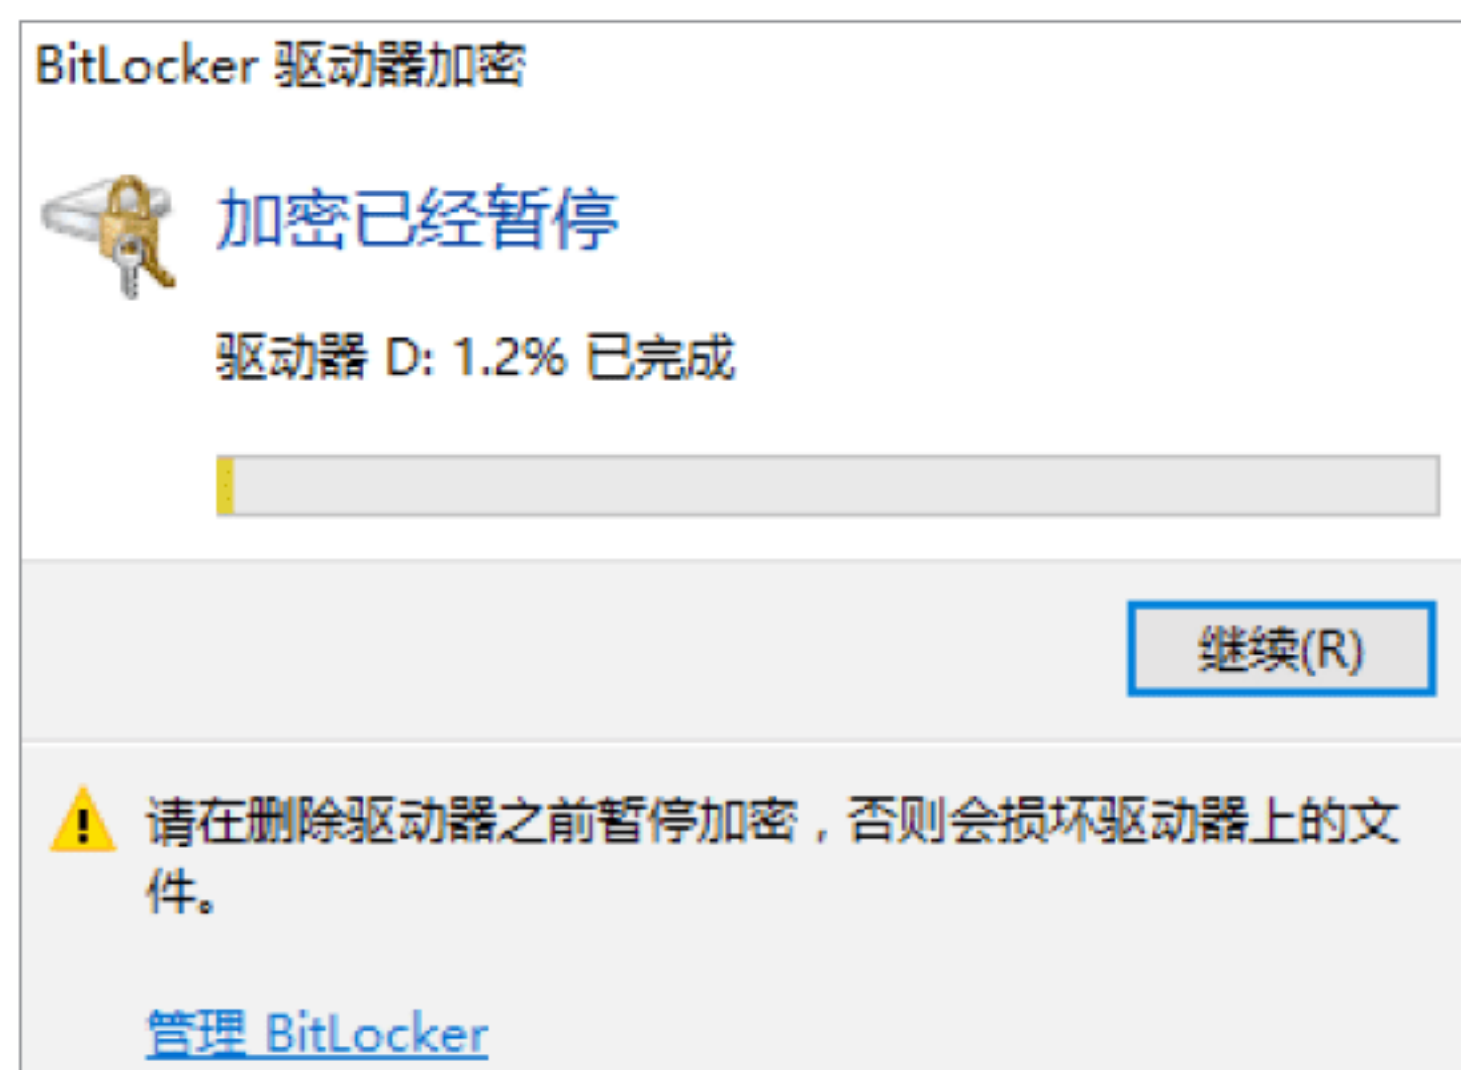 BitLocker 驱动器加密
加密已经暂停
驱动器 D: 1.2% 已完成
继续(R)
请在删除驱动器之前暂停加密，否则会损坏驱动器上的文
件。
管理 BitLocker